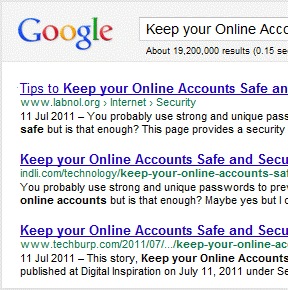 Google
Keep your Online Accou
About 19,200,000 results (0.15 se
Tips to Keep your Online Accounts Safe an
www.labnol.org › Internet › Security
11 Jul 2011 – You probably use strong and unique pass
safe but is that enough? This page provides a security
Keep your Online Accounts Safe and Secu
indli.com/technology/keep-your-online-accounts-saf
You probably use strong and unique passwords to prev
online accounts but is that enough? Maybe yes but I c
Keep your Online Accounts Safe and Secu
www.techburp.com/2011/07/.../keep-your-online-ac
11 Jul 2011 – This story, Keep your Online Accounts
published at Digital Inspiration on July 11, 2011 under Se